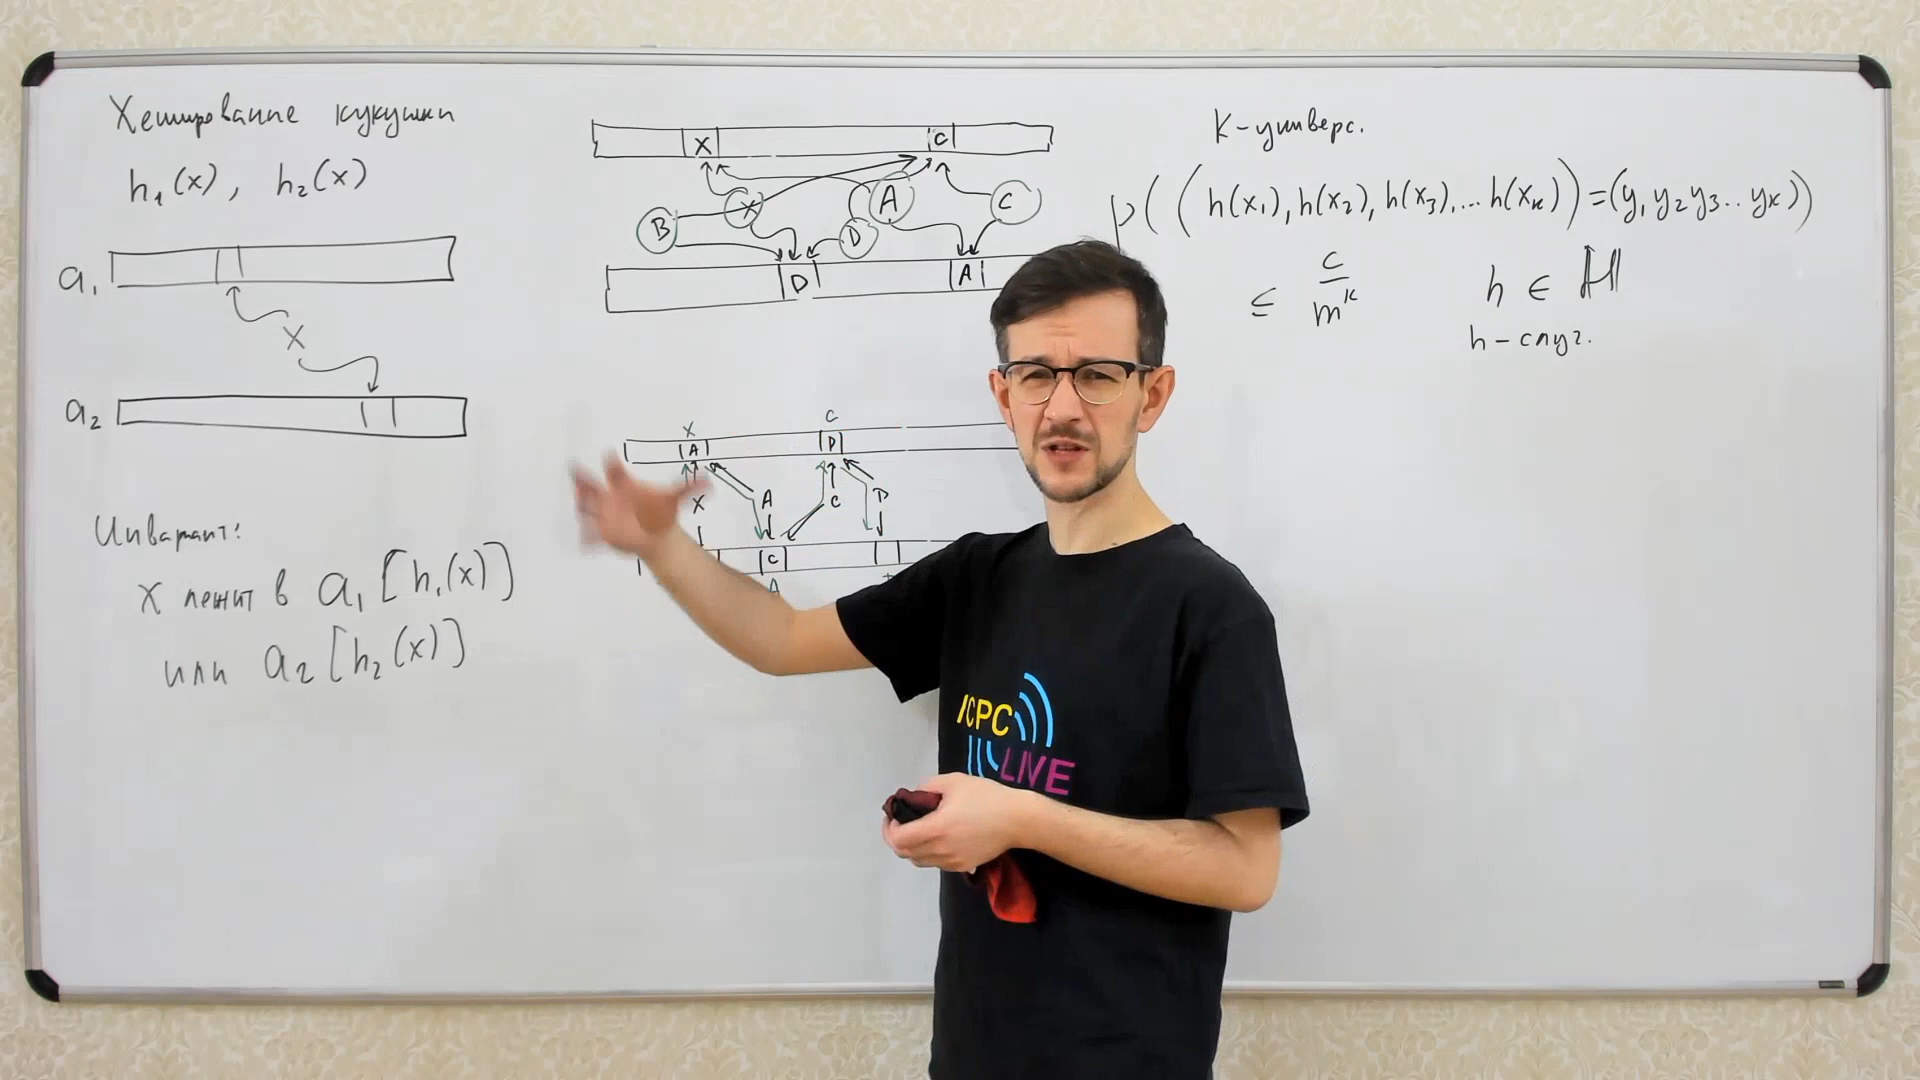 Хеширование кукушки
h₁(x), h₂(x)
a₁
x
a₂
Инвариант:
x лежит в a₁[h₁(x)]
или a₂[h₂(x)]
X C
B X D A C
D A
X C
A D
X A C D
C
A
K-универс.
p((h(x₁), h(x₂), h(x₃), ... h(xₖ)) = (y₁ y₂ y₃ .. yₖ))
≤ c/mᵏ
h ∈ ℍ
h - случ.
ICPC
LIVE